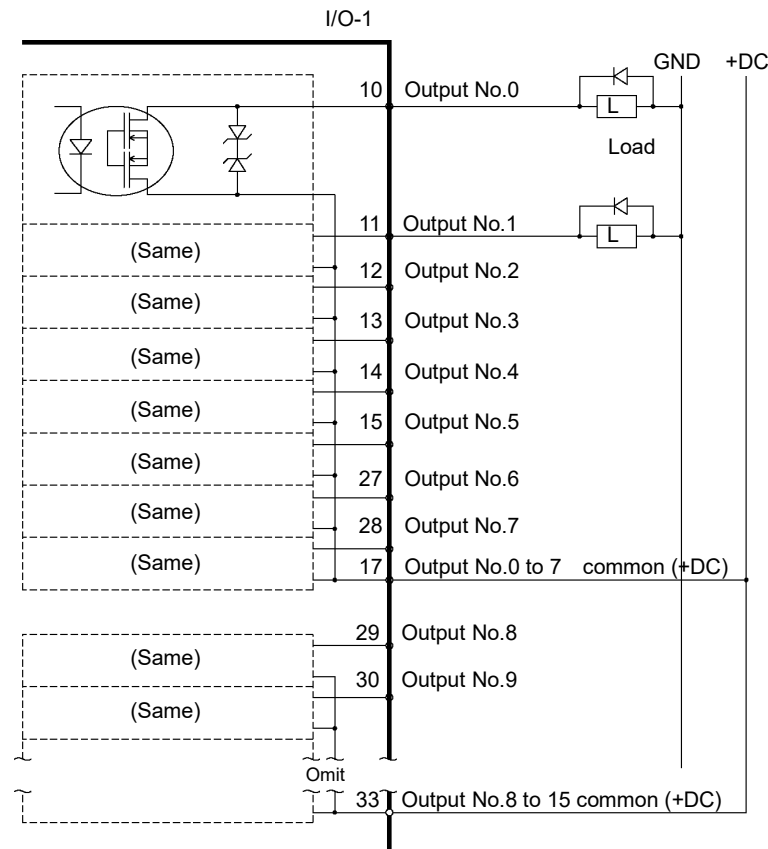 I/O-1
GND +DC
10 Output No.0
L
Load
11 Output No.1
L
(Same)
12 Output No.2
(Same)
13 Output No.3
(Same)
14 Output No.4
(Same)
15 Output No.5
(Same)
27 Output No.6
(Same)
28 Output No.7
(Same)
17 Output No.0 to 7 common (+DC)
29 Output No.8
(Same)
30 Output No.9
(Same)
Omit
33 Output No.8 to 15 common (+DC)